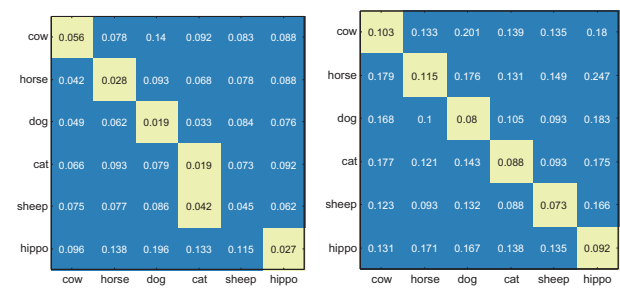 cow 0.056 0.078 0.14 0.092 0.083 0.088
horse 0.042 0.028 0.093 0.068 0.078 0.088
dog 0.049 0.062 0.019 0.033 0.084 0.076
cat 0.066 0.093 0.079 0.019 0.073 0.092
sheep 0.075 0.077 0.086 0.042 0.045 0.062
hippo 0.096 0.138 0.196 0.133 0.115 0.027
cow horse dog cat sheep hippo
cow 0.103 0.133 0.201 0.139 0.135 0.18
horse 0.179 0.115 0.176 0.131 0.149 0.247
dog 0.168 0.1 0.08 0.105 0.093 0.183
cat 0.177 0.121 0.143 0.088 0.093 0.175
sheep 0.123 0.093 0.132 0.088 0.073 0.166
hippo 0.131 0.171 0.167 0.138 0.135 0.092
cow horse dog cat sheep hippo